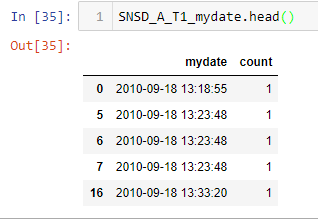 In [35]: 1 SNSD_A_T1_mydate.head()
Out[35]:
mydate count
0 2010-09-18 13:18:55 1
5 2010-09-18 13:23:48 1
6 2010-09-18 13:23:48 1
7 2010-09-18 13:23:48 1
16 2010-09-18 13:33:20 1